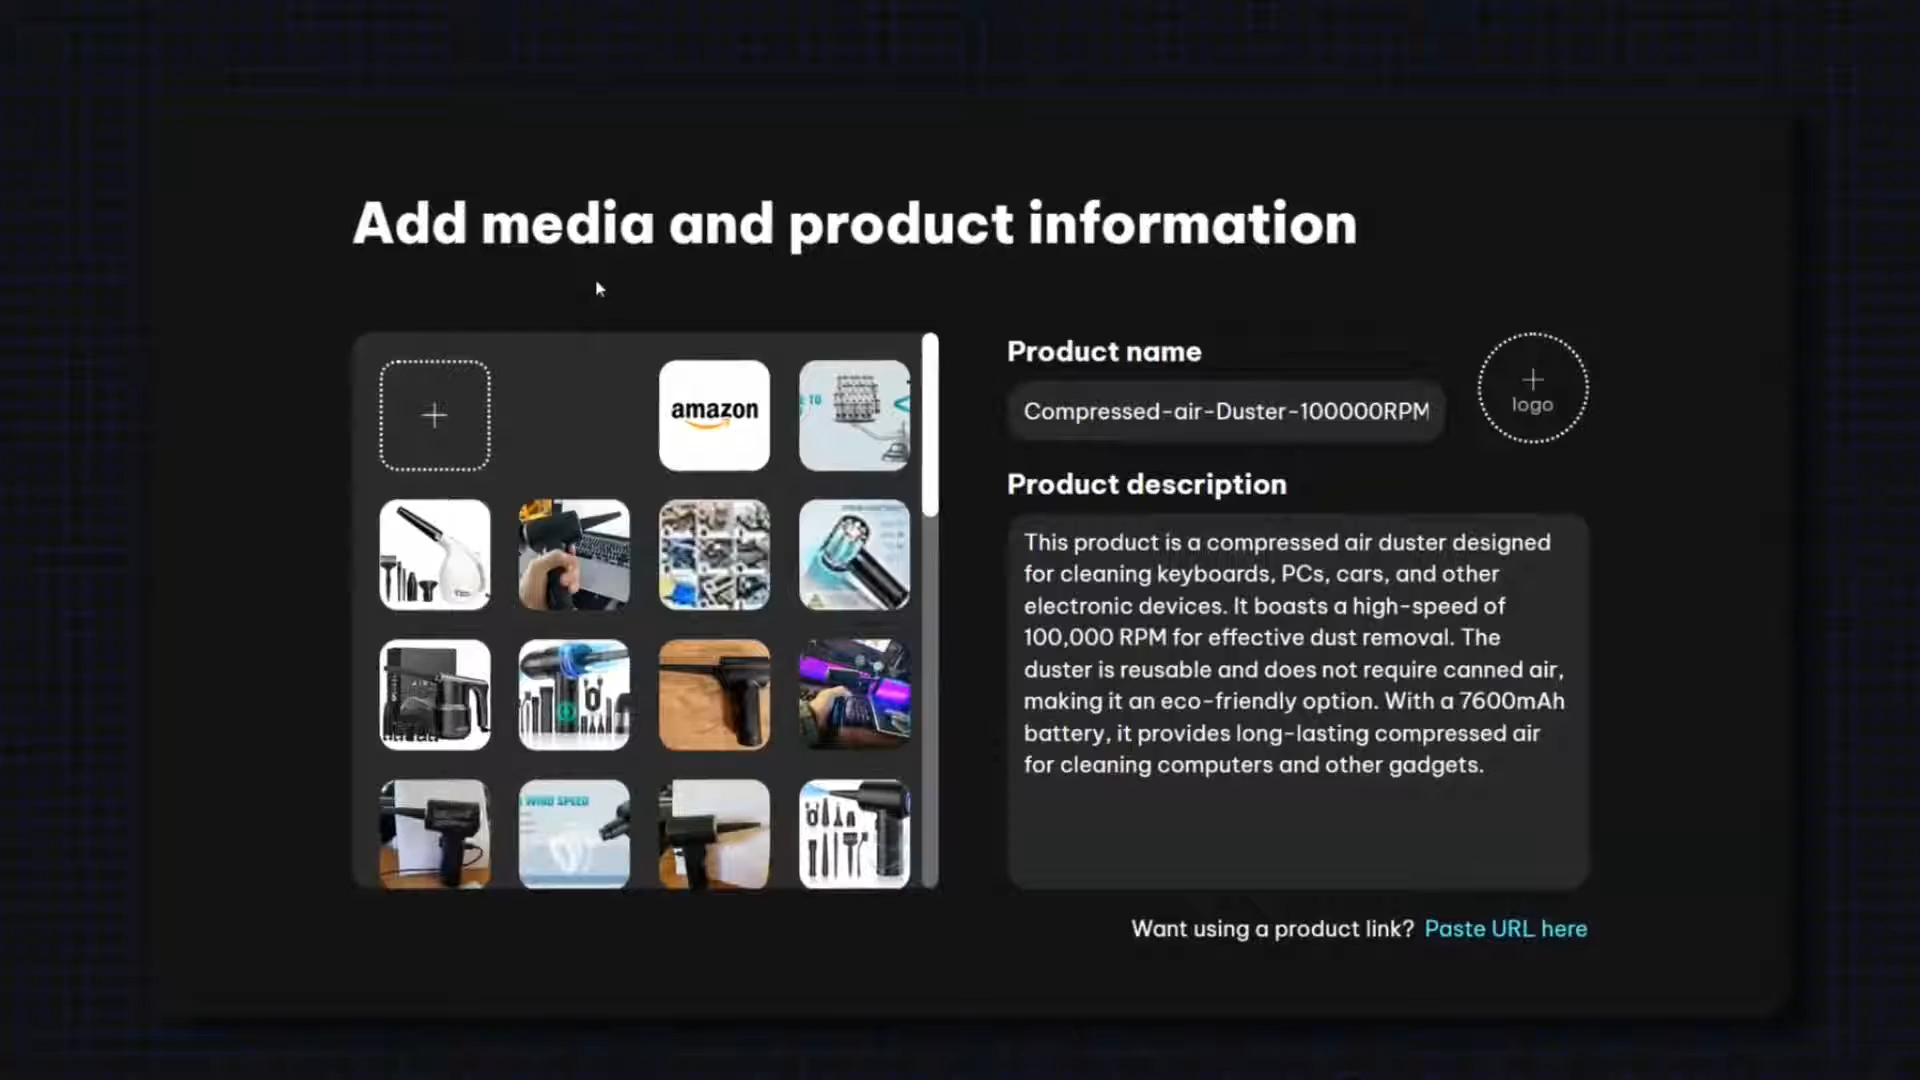 Add media and product information
amazon
E TO
WIND SPEED
Product name
Compressed-air-Duster-100000RPM
logo
Product description
This product is a compressed air duster designed
for cleaning keyboards, PCs, cars, and other
electronic devices. It boasts a high-speed of
100,000 RPM for effective dust removal. The
duster is reusable and does not require canned air,
making it an eco-friendly option. With a 7600mAh
battery, it provides long-lasting compressed air
for cleaning computers and other gadgets.
Want using a product link? Paste URL here